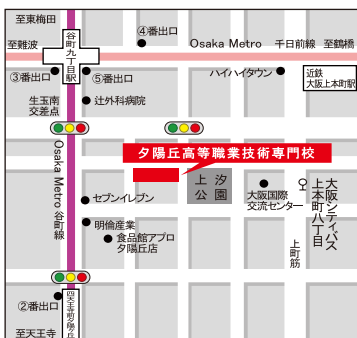 至東梅田
谷町九丁目駅
④番出口
至難波
Osaka Metro 千日前線
至鶴橋
③番出口
⑤番出口
ハイハイタウン
近鉄
大阪上本町駅
生玉南
交差点
辻外科病院
夕陽丘高等職業技術専門校
Osaka Metro 谷町線
セブンイレブン
上汐
公園
大阪国際
交流センター
大阪シティバス
上本町八丁目
明倫産業
食品館アプロ
夕陽丘店
上町筋
②番出口
四天王寺前夕陽ヶ丘
至天王寺